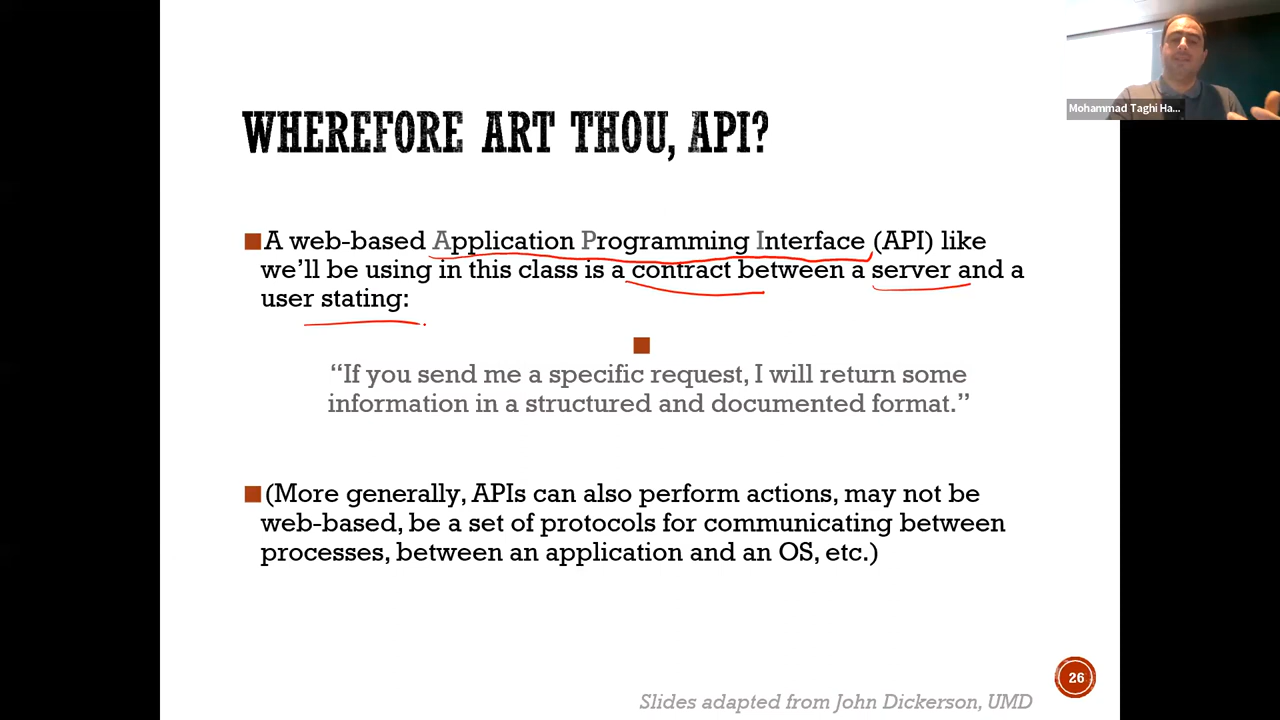 Mohammad Taghi Ha...
WHEREFORE ART THOU, API?
A web-based Application Programming Interface (API) like
we’ll be using in this class is a contract between a server and a
user stating:
“If you send me a specific request, I will return some
information in a structured and documented format.”
(More generally, APIs can also perform actions, may not be
web-based, be a set of protocols for communicating between
processes, between an application and an OS, etc.)
26
Slides adapted from John Dickerson, UMD